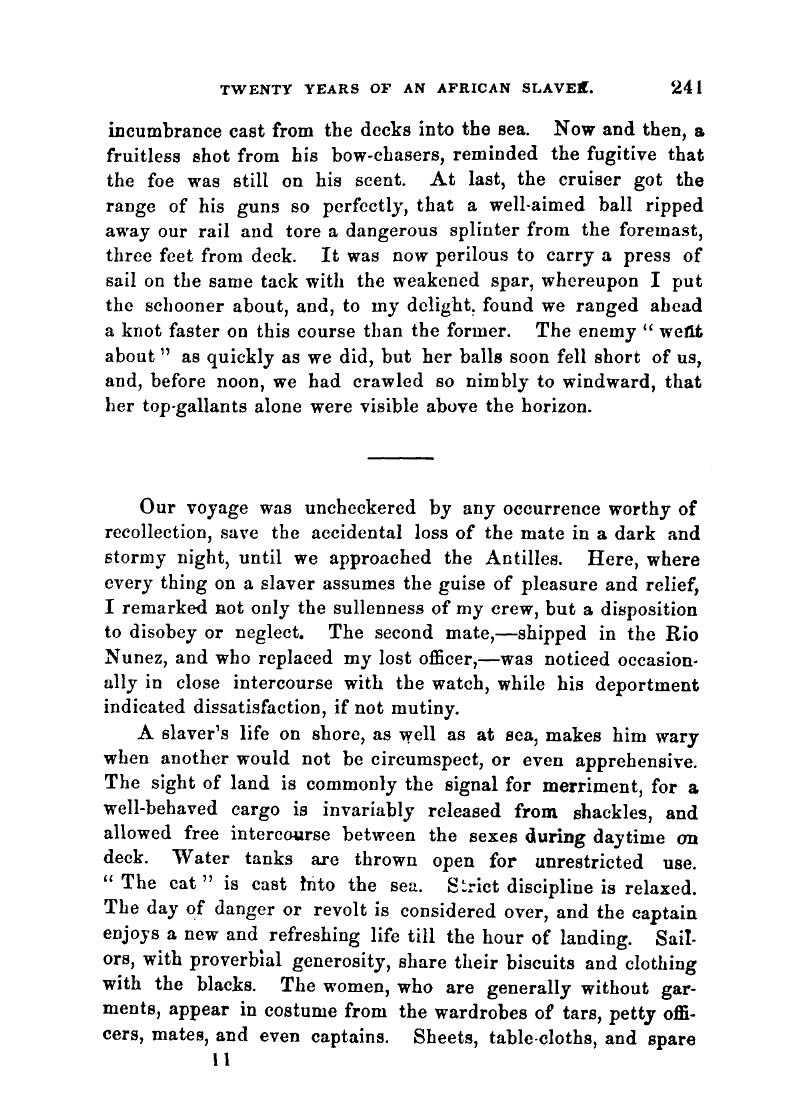 TWENTY YEARS OF AN AFRICAN SLAVER. 241
incumbrance cast from the decks into the sea. Now and then, a
fruitless shot from his bow-chasers, reminded the fugitive that
the foe was still on his scent. At last, the cruiser got the
range of his guns so perfectly, that a well-aimed ball ripped
away our rail and tore a dangerous splinter from the foremast,
three feet from deck. It was now perilous to carry a press of
sail on the same tack with the weakened spar, whereupon I put
the schooner about, and, to my delight, found we ranged ahead
a knot faster on this course than the former. The enemy “ went
about ” as quickly as we did, but her balls soon fell short of us,
and, before noon, we had crawled so nimbly to windward, that
her top-gallants alone were visible above the horizon.
Our voyage was uncheckered by any occurrence worthy of
recollection, save the accidental loss of the mate in a dark and
stormy night, until we approached the Antilles. Here, where
every thing on a slaver assumes the guise of pleasure and relief,
I remarked not only the sullenness of my crew, but a disposition
to disobey or neglect. The second mate,—shipped in the Rio
Nunez, and who replaced my lost officer,—was noticed occasion-
ally in close intercourse with the watch, while his deportment
indicated dissatisfaction, if not mutiny.
A slaver's life on shore, as well as at sea, makes him wary
when another would not be circumspect, or even apprehensive.
The sight of land is commonly the signal for merriment, for a
well-behaved cargo is invariably released from shackles, and
allowed free intercourse between the sexes during daytime on
deck. Water tanks are thrown open for unrestricted use.
“ The cat ” is cast into the sea. Strict discipline is relaxed.
The day of danger or revolt is considered over, and the captain
enjoys a new and refreshing life till the hour of landing. Sail-
ors, with proverbial generosity, share their biscuits and clothing
with the blacks. The women, who are generally without gar-
ments, appear in costume from the wardrobes of tars, petty offi-
cers, mates, and even captains. Sheets, table-cloths, and spare
11